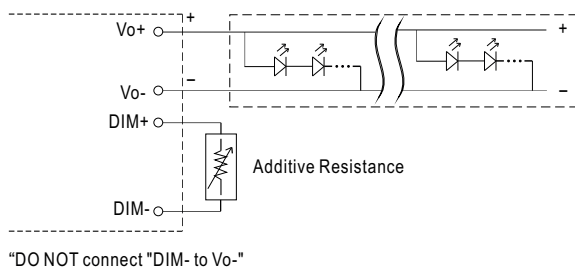 Vo+
+
+
−
Vo-
−
DIM+
Additive Resistance
DIM-
“DO NOT connect "DIM- to Vo-"